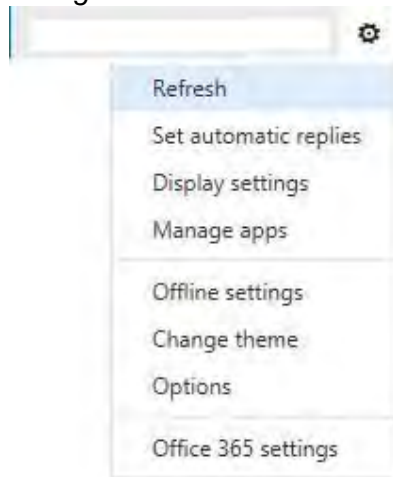 Refresh
Set automatic replies
Display settings
Manage apps
Offline settings
Change theme
Options
Office 365 settings